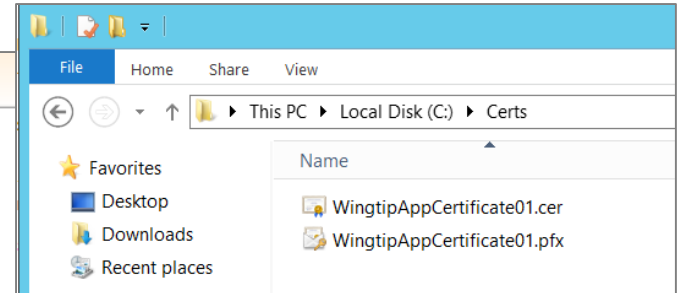 File Home Share View
This PC Local Disk (C:) Certs
Favorites
Desktop
Downloads
Recent places
Name
WingtipAppCertificate01.cer
WingtipAppCertificate01.pfx